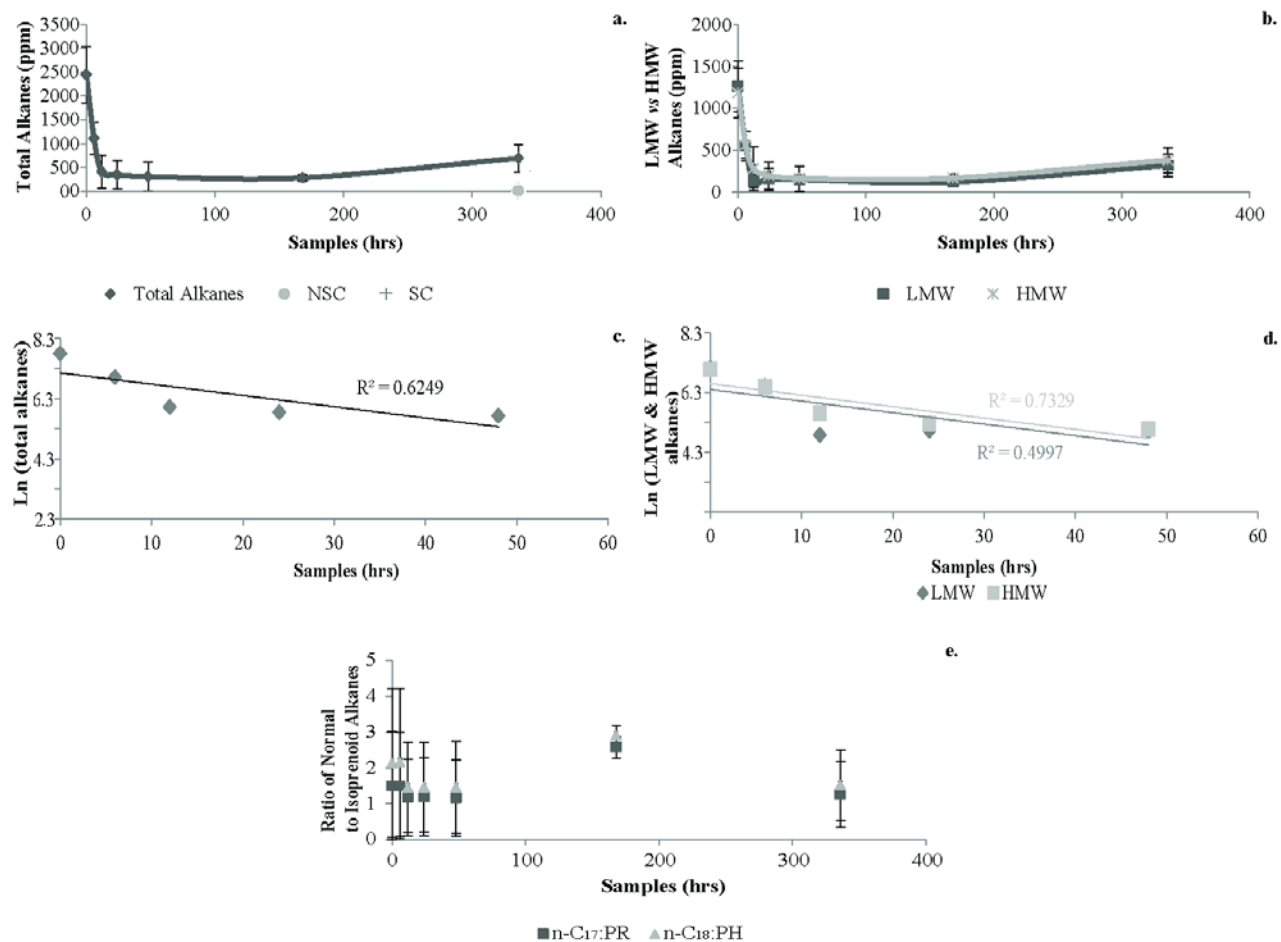 a.
Total Alkanes (ppm)
3500
3000
2500
2000
1500
1000
500
00
0 100 200 300 400
Samples (hrs)
Total Alkanes NSC SC
b.
LMW vs HMW
Alkanes (ppm)
2000
1500
1000
500
0
0 100 200 300 400
Samples (hrs)
LMW HMW
c.
Ln (total alkanes)
8.3
6.3
4.3
2.3
R² = 0.6249
0 10 20 30 40 50 60
Samples (hrs)
d.
Ln (LMW & HMW
alkanes)
8.3
6.3
4.3
R² = 0.7329
R² = 0.4997
0 10 20 30 40 50 60
Samples (hrs)
LMW HMW
e.
Ratio of Normal
to Isoprenoid Alkanes
5
4
3
2
1
0
0 100 200 300 400
Samples (hrs)
n-C₁₇:PR n-C₁₈:PH